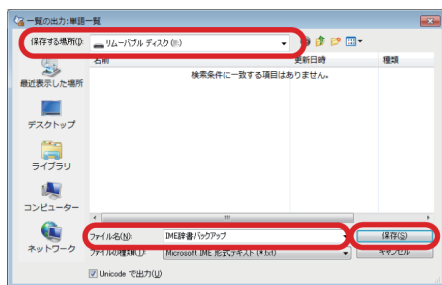 一覧の出力:単語一覧
保存する場所(I): リムーバブル ディスク (I:)
名前 更新日時 種類
検索条件に一致する項目はありません。
最近表示した場所
デスクトップ
ライブラリ
コンピューター
ネットワーク
ファイル名(N): IME辞書バックアップ 保存(S)
ファイルの種類(T): Microsoft IME 形式テキスト (*.txt) キャンセル
Unicode で出力(U)